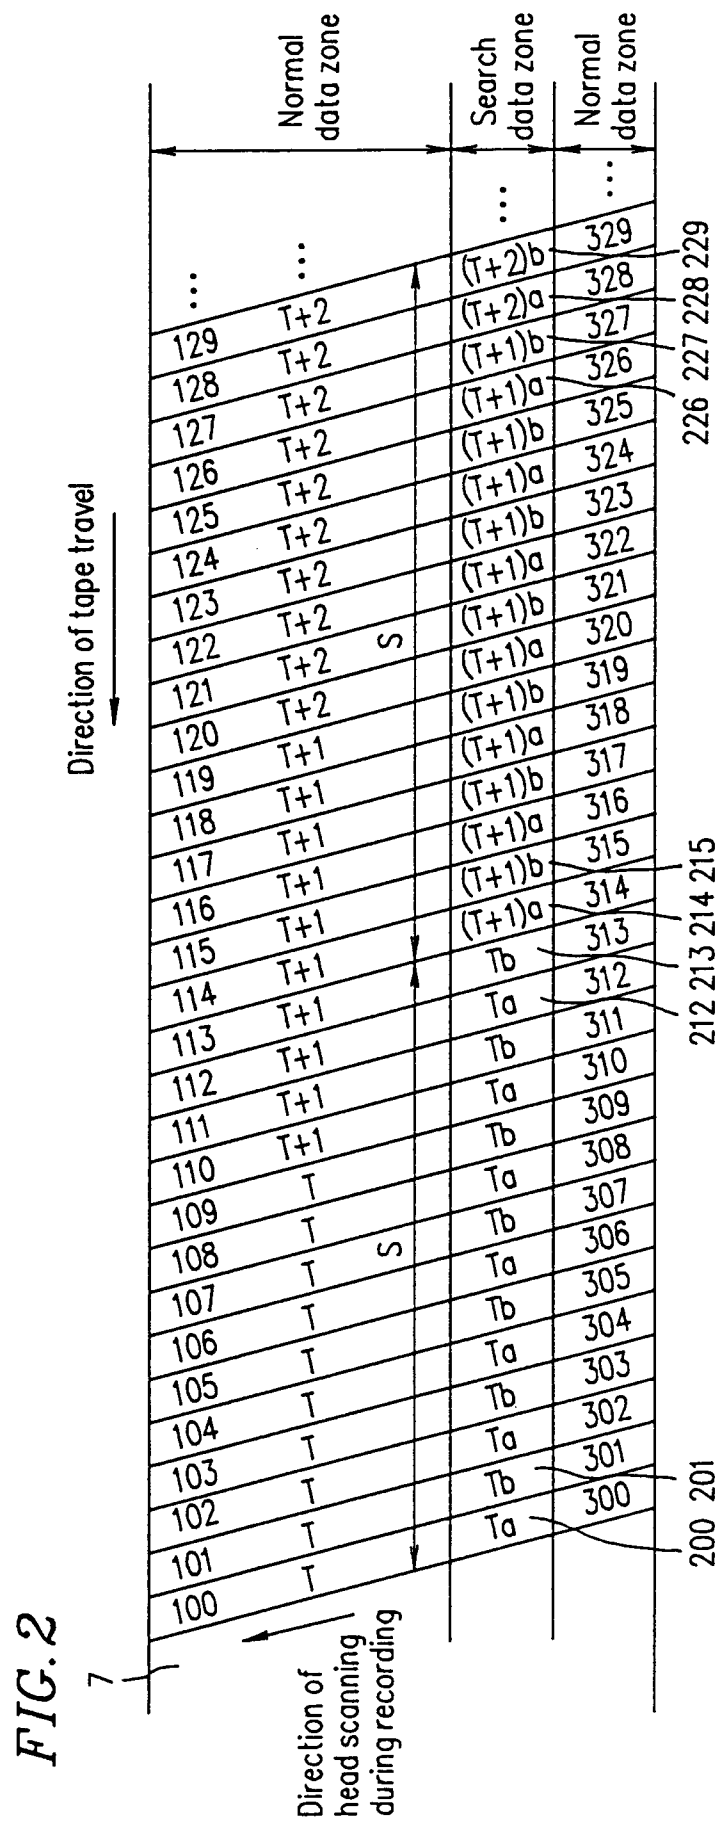 FIG. 2
Direction of tape travel
7
100 101 102 103 104 105 106 107 108 109 110 111 112 113 114 115 116 117 118 119 120 121 122 123 124 125 126 127 128 129 ...
T T T T T T T T T T T+1 T+1 T+1 T+1 T+1 T+1 T+1 T+1 T+1 T+1 T+2 T+2 T+2 T+2 T+2 T+2 T+2 T+2 T+2 T+2 ...
Normal
data zone
S S
Direction of
head scanning
during recording
Ta Tb Ta Tb Ta Tb Ta Tb Ta Tb Ta Tb Ta Tb (T+1)a (T+1)b (T+1)a (T+1)b (T+1)a (T+1)b (T+1)a (T+1)b (T+1)a (T+1)b (T+1)a (T+1)b (T+1)a (T+1)b (T+2)a (T+2)b ...
Search
data zone
300 301 302 303 304 305 306 307 308 309 310 311 312 313 314 315 316 317 318 319 320 321 322 323 324 325 326 327 328 329 ...
Normal
data zone
200 201 212 213 214 215 226 227 228 229